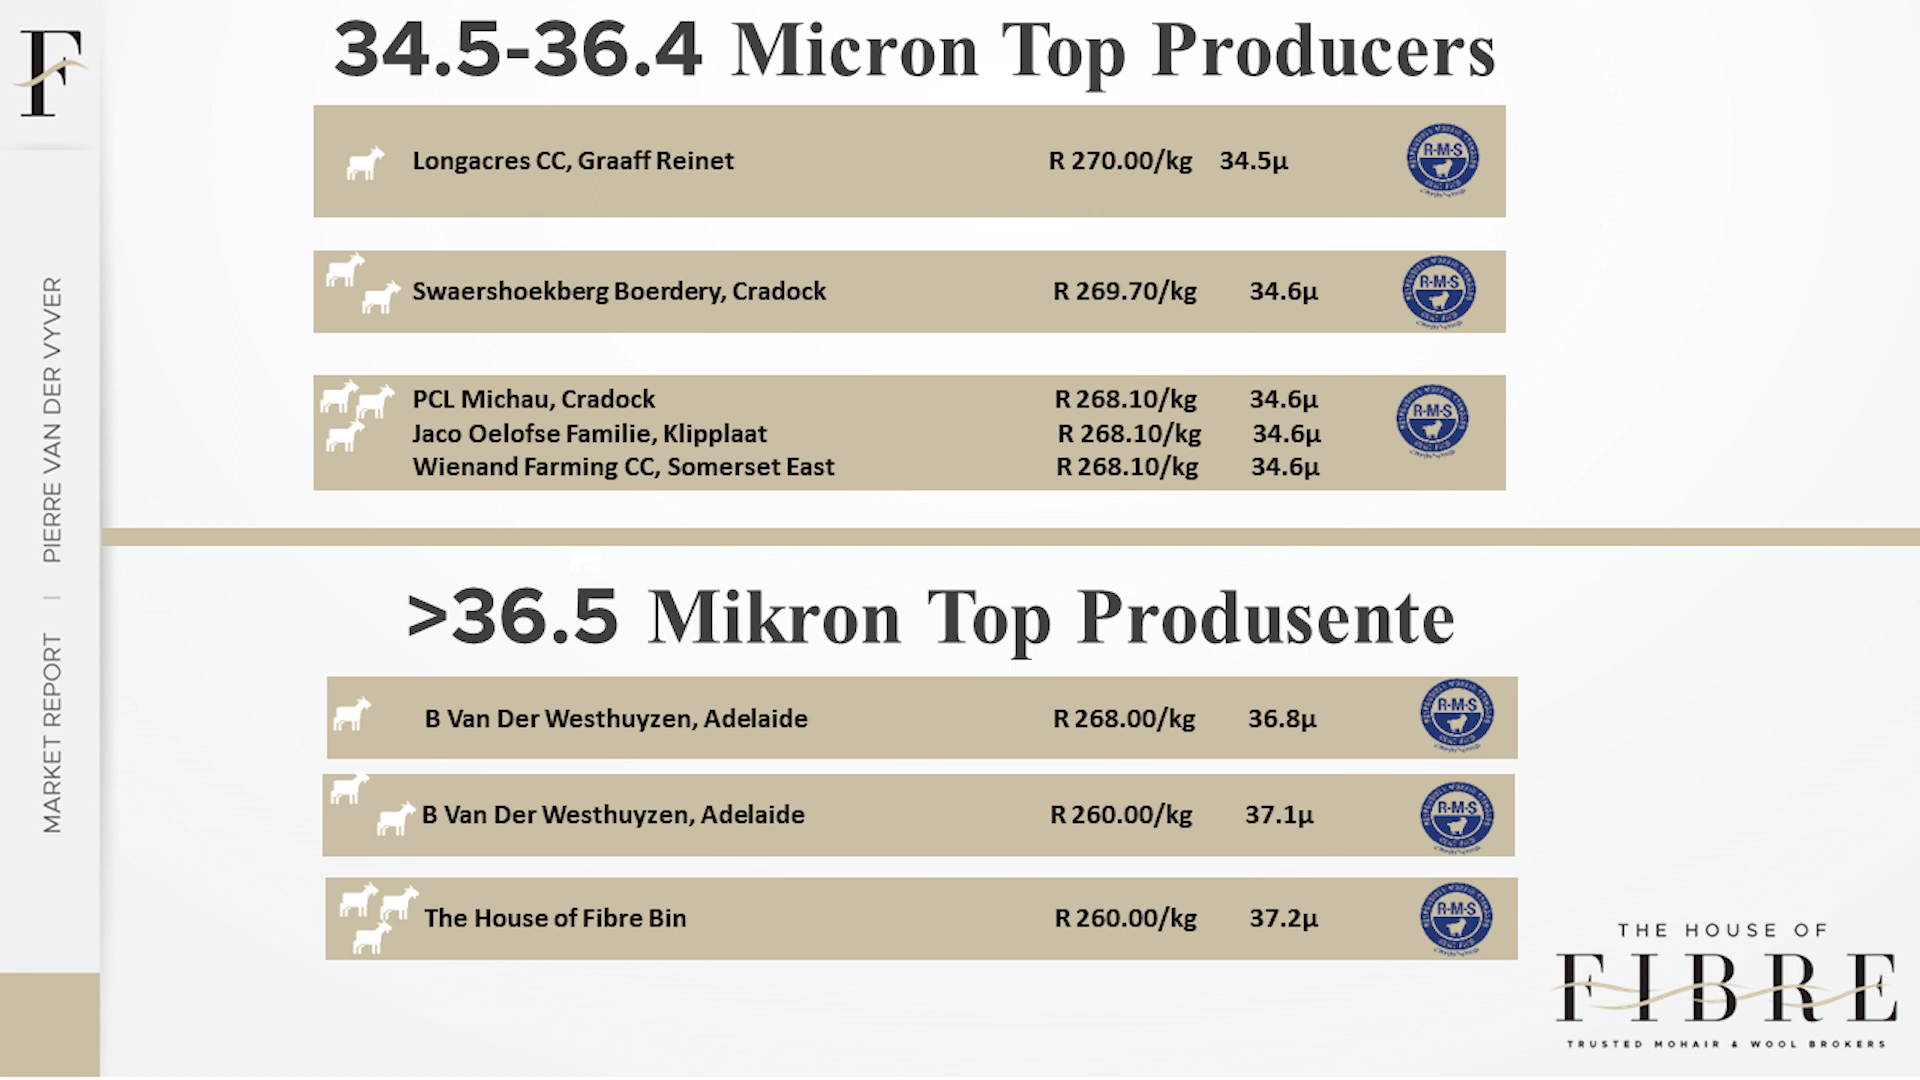 F
34.5-36.4 Micron Top Producers
Longacres CC, Graaff Reinet R 270.00/kg 34.5µ R-M-S
Swaershoekberg Boerdery, Cradock R 269.70/kg 34.6µ R-M-S
PCL Michau, Cradock R 268.10/kg 34.6µ R-M-S
Jaco Oelofse Familie, Klipplaat R 268.10/kg 34.6µ
Wienand Farming CC, Somerset East R 268.10/kg 34.6µ
>36.5 Mikron Top Produsente
B Van Der Westhuyzen, Adelaide R 268.00/kg 36.8µ R-M-S
B Van Der Westhuyzen, Adelaide R 260.00/kg 37.1µ R-M-S
The House of Fibre Bin R 260.00/kg 37.2µ R-M-S
MARKET REPORT | PIERRE VAN DER VYVER
THE HOUSE OF
FIBRE
TRUSTED MOHAIR & WOOL BROKERS